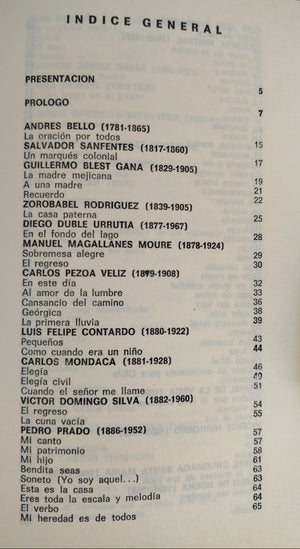 INDICE GENERAL
PRESENTACION 5
PROLOGO 7
ANDRES BELLO (1781-1865)
La oración por todos 15
SALVADOR SANFENTES (1817-1860)
Un marqués colonial 17
GUILLERMO BLEST GANA (1829-1905)
La madre mejicana 19
A una madre 21
Recuerdo 22
ZOROBABEL RODRIGUEZ (1839-1905)
La casa paterna 25
DIEGO DUBLE URRUTIA (1877-1967)
En el fondo del lago 28
MANUEL MAGALLANES MOURE (1878-1924)
Sobremesa alegre 29
El regreso 30
CARLOS PEZOA VELIZ (1879-1908)
En este día 32
Al amor de la lumbre 33
Cansancio del camino 36
Geórgica 38
La primera lluvia 39
LUIS FELIPE CONTARDO (1880-1922)
Pequeños 43
Como cuando era un niño 44
CARLOS MONDACA (1881-1928)
Elegía 46
Elegía civil 49
Cuando el señor me llame 51
VICTOR DOMINGO SILVA (1882-1960)
El regreso 54
La cuna vacía 55
PEDRO PRADO (1886-1952)
Mi canto 57
Mi patrimonio 57
Mi hijo 58
Bendita seas 61
Soneto (Yo soy aquel...) 63
Esta es la casa 63
Eres toda la escala y melodía 64
El verbo 64
Mi heredad es de todos 65